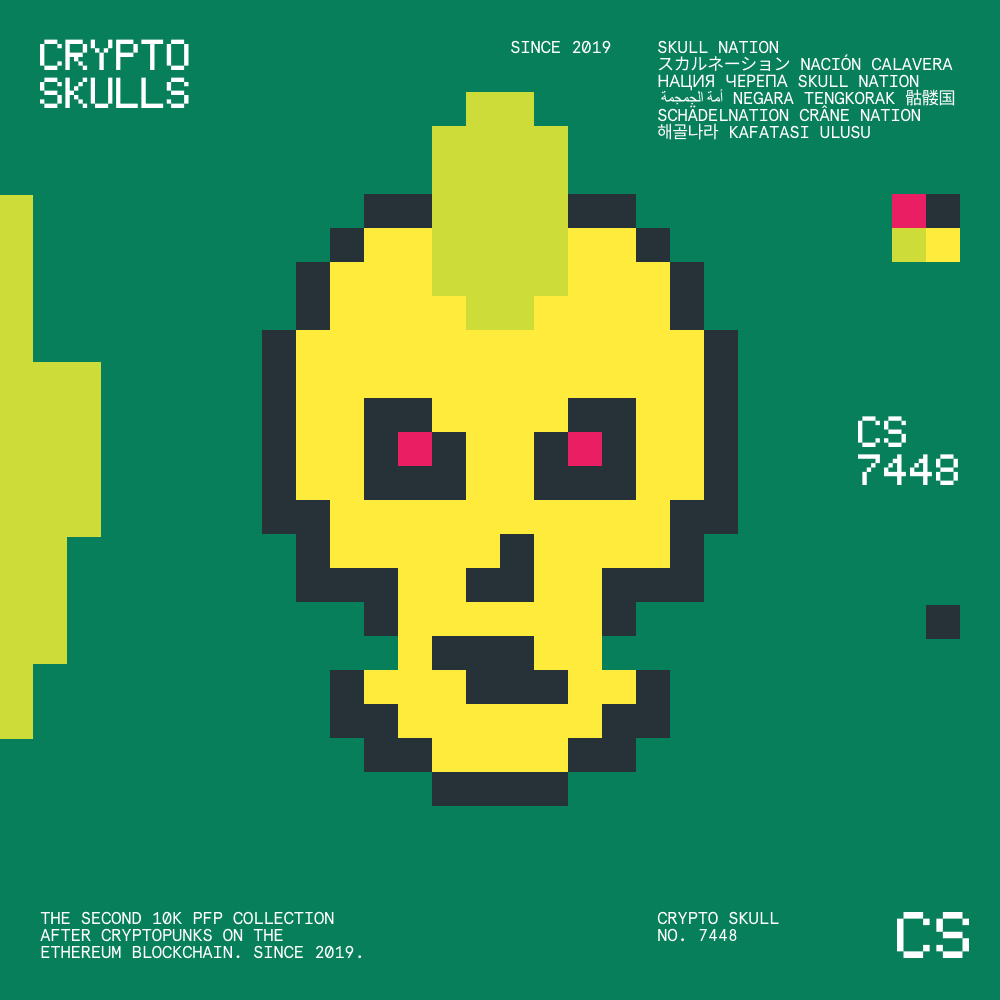 CRYPTO
SKULLS
SINCE 2019
SKULL NATION
スカルネーション NACIÓN CALAVERA
НАЦИЯ ЧЕРЕПА SKULL NATION
أمة الجمجمة NEGARA TENGKORAK 骷髅国
SCHÄDELNATION CRÂNE NATION
해골나라 KAFATASI ULUSU
CS
7448
THE SECOND 10K PFP COLLECTION
AFTER CRYPTOPUNKS ON THE
ETHEREUM BLOCKCHAIN. SINCE 2019.
CRYPTO SKULL
NO. 7448
CS